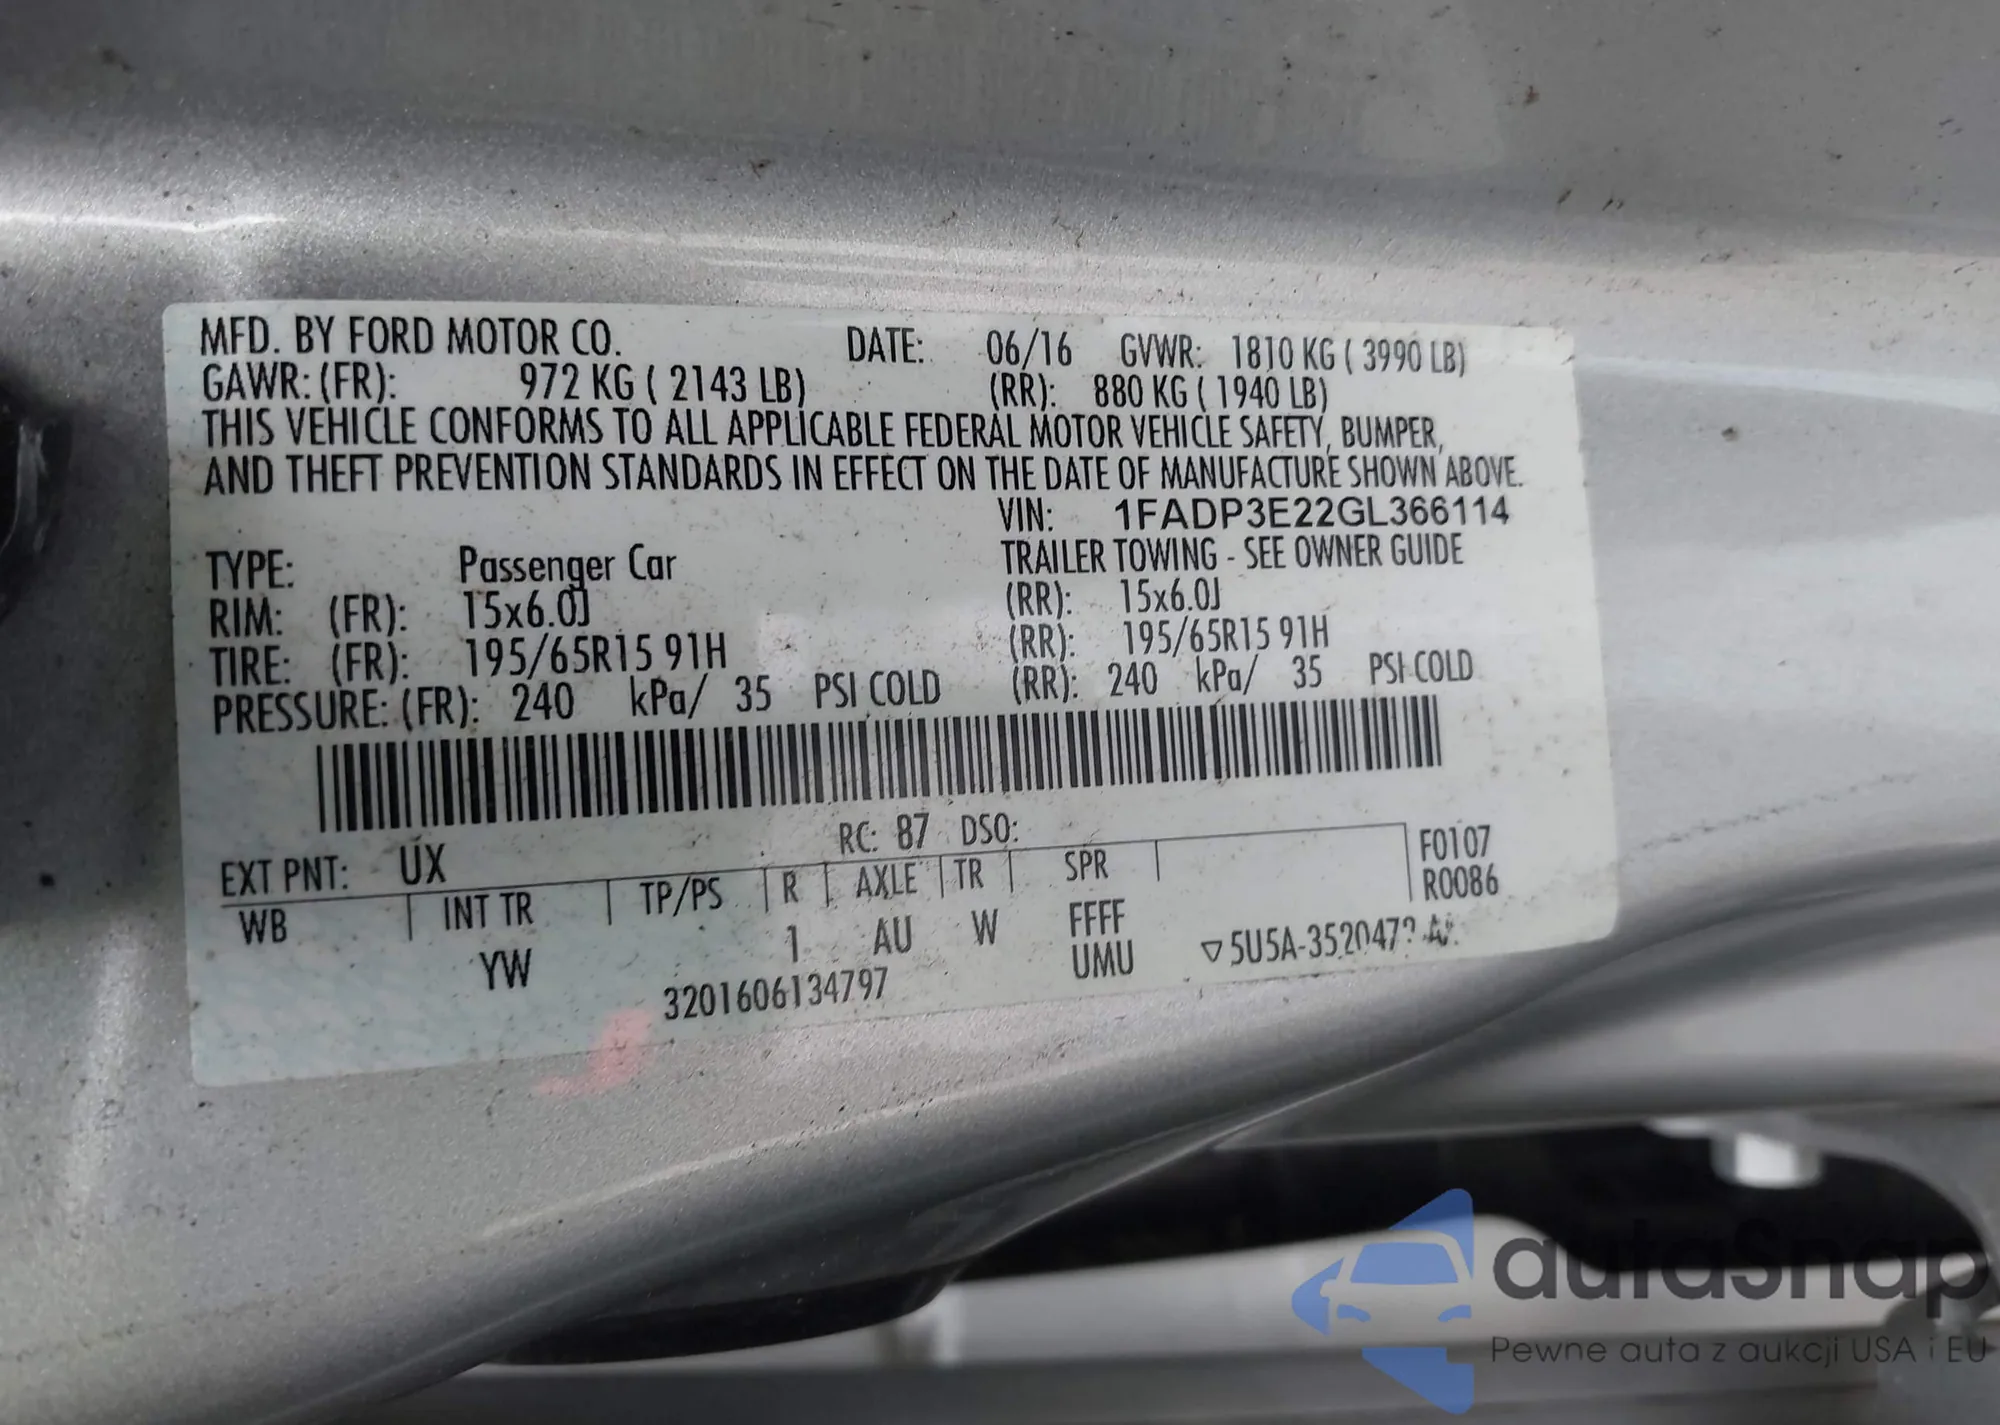 MFD. BY FORD MOTOR CO. DATE: 06/16 GVWR: 1810 KG ( 3990 LB)
GAWR: (FR): 972 KG ( 2143 LB) (RR): 880 KG ( 1940 LB)
THIS VEHICLE CONFORMS TO ALL APPLICABLE FEDERAL MOTOR VEHICLE SAFETY, BUMPER,
AND THEFT PREVENTION STANDARDS IN EFFECT ON THE DATE OF MANUFACTURE SHOWN ABOVE.
VIN: 1FADP3E22GL366114
TYPE: Passenger Car TRAILER TOWING - SEE OWNER GUIDE
RIM: (FR): 15x6.0J (RR): 15x6.0J
TIRE: (FR): 195/65R15 91H (RR): 195/65R15 91H
PRESSURE: (FR): 240 kPa/ 35 PSI COLD (RR): 240 kPa/ 35 PSI COLD
EXT PNT: UX RC: 87 DSO: F0107
WB INT TR TP/PS R AXLE TR SPR R0086
YW 1 AU W FFFF
UMU
3201606134797
autaSnap
Pewne auta z aukcji USA i EU